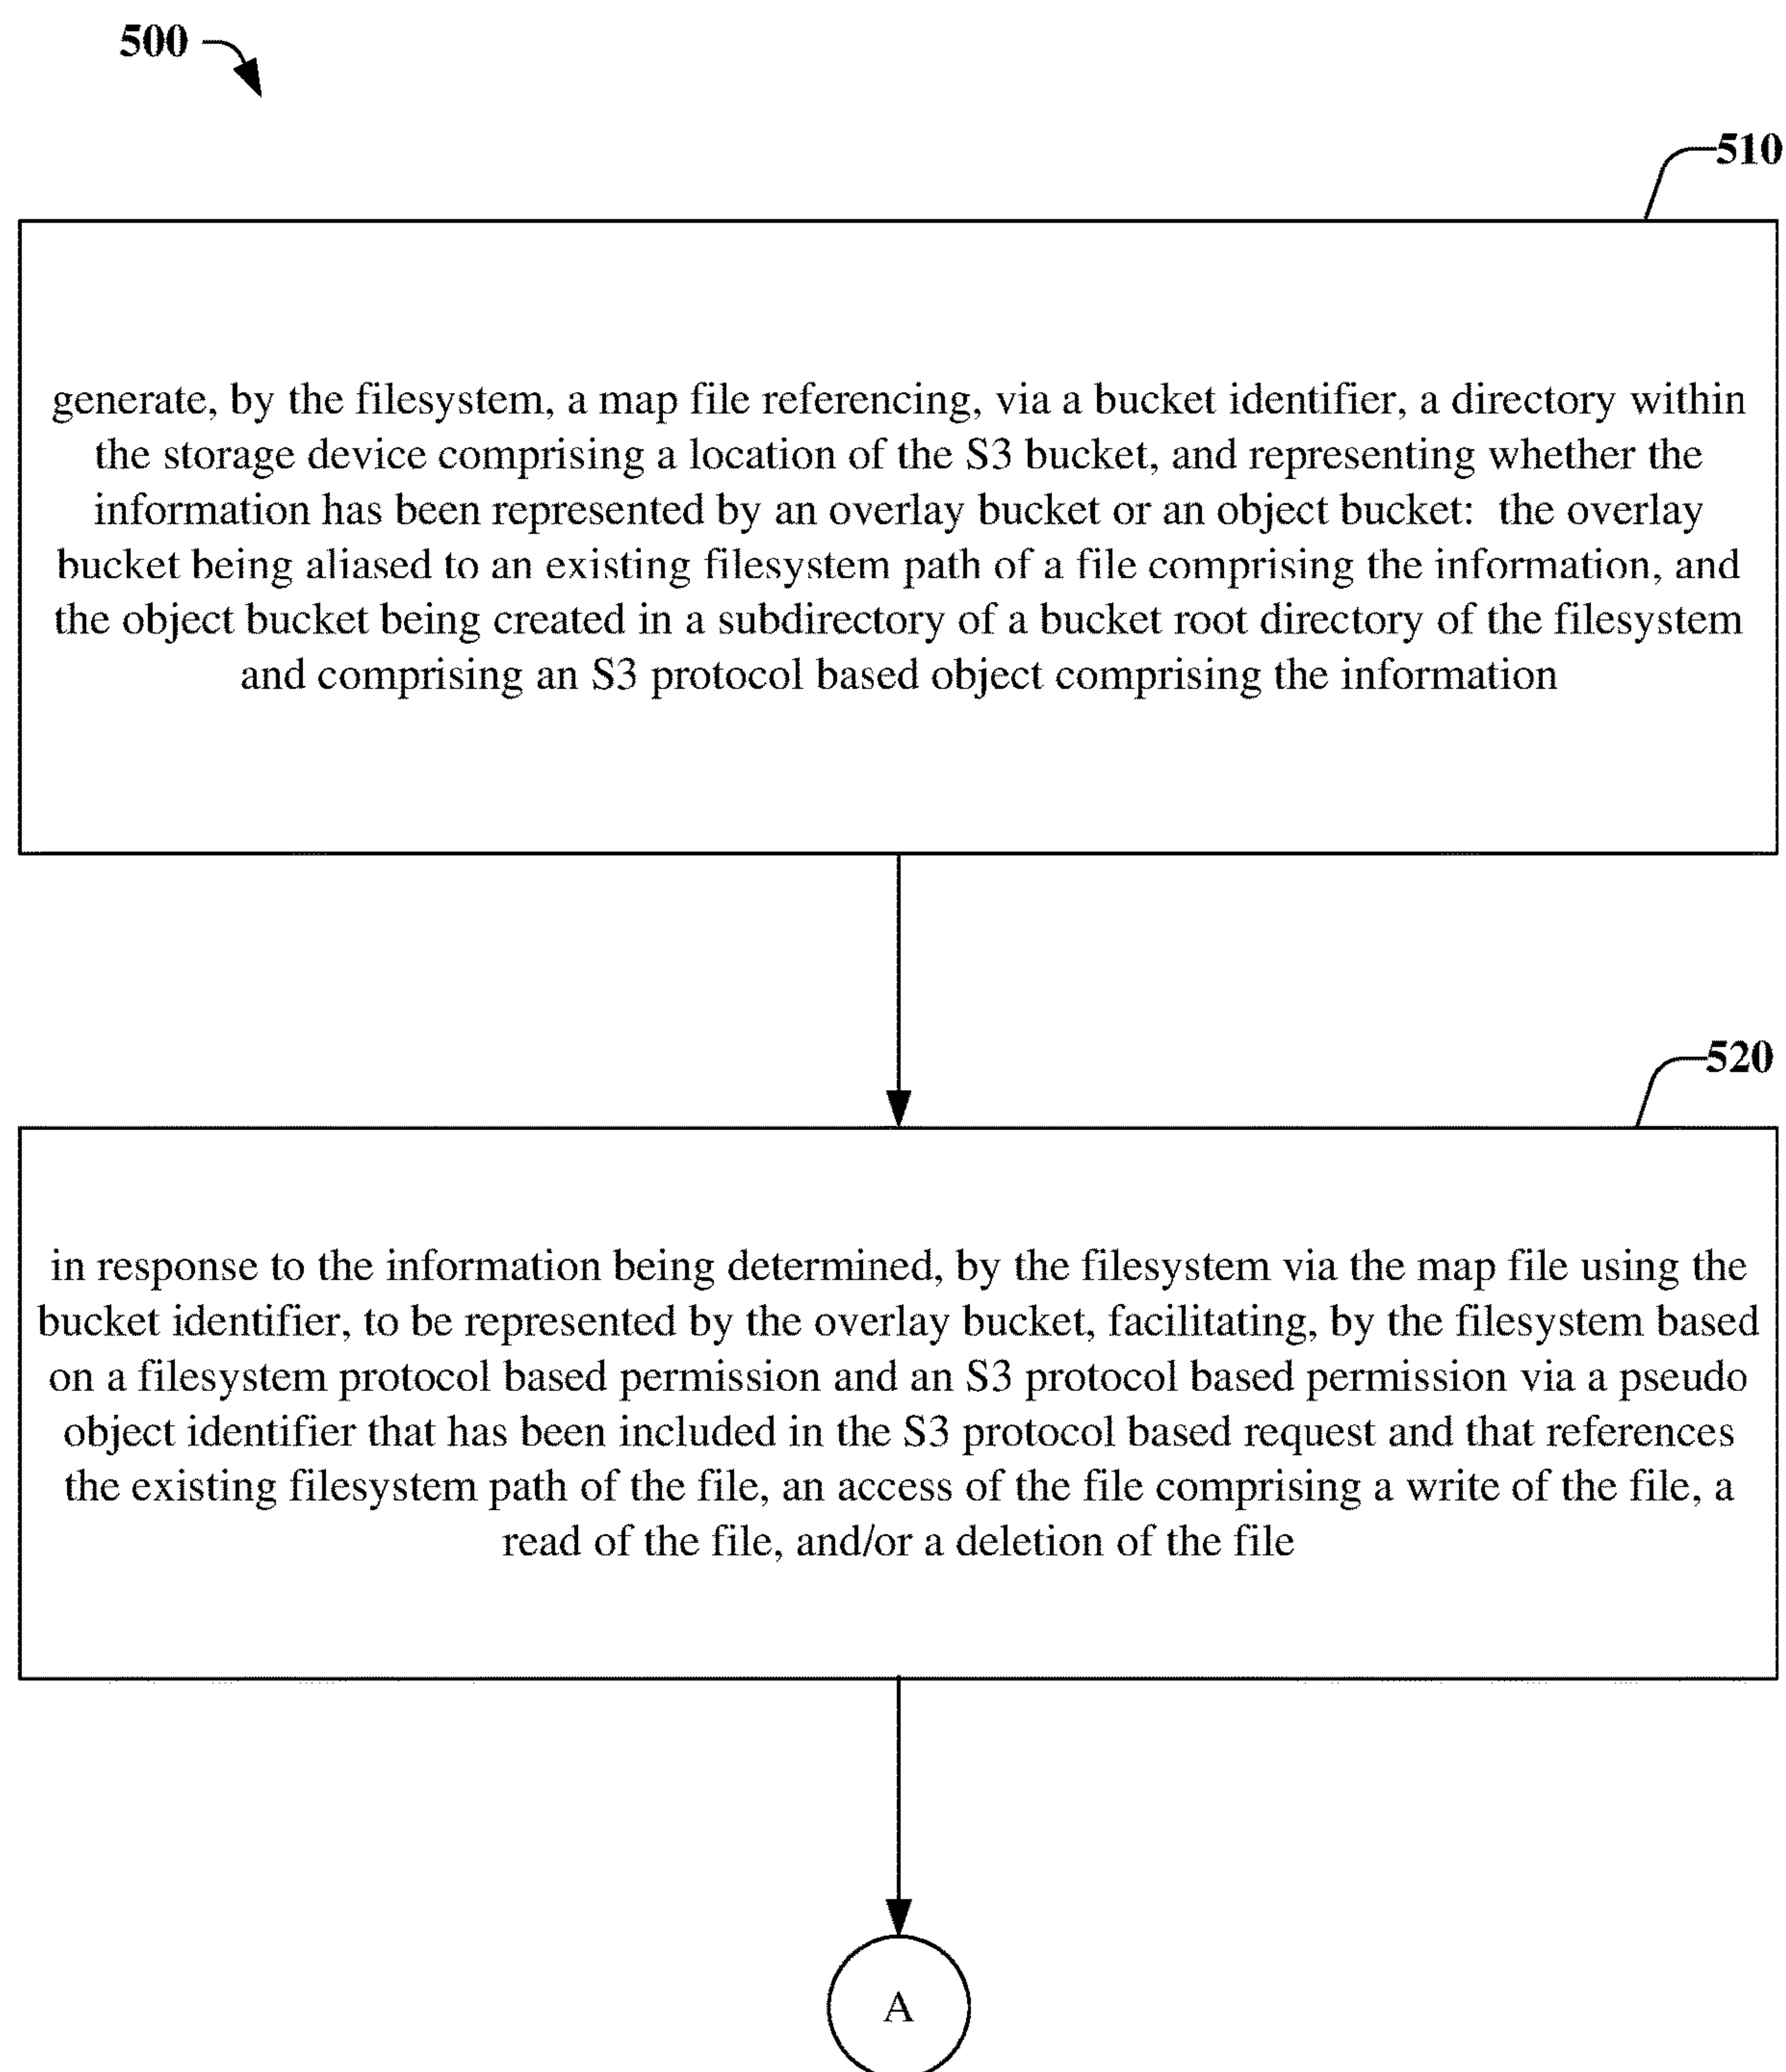 500
510
generate, by the filesystem, a map file referencing, via a bucket identifier, a directory within
the storage device comprising a location of the S3 bucket, and representing whether the
information has been represented by an overlay bucket or an object bucket:  the overlay
bucket being aliased to an existing filesystem path of a file comprising the information, and
the object bucket being created in a subdirectory of a bucket root directory of the filesystem
and comprising an S3 protocol based object comprising the information
520
in response to the information being determined, by the filesystem via the map file using the
bucket identifier, to be represented by the overlay bucket, facilitating, by the filesystem based
on a filesystem protocol based permission and an S3 protocol based permission via a pseudo
object identifier that has been included in the S3 protocol based request and that references
the existing filesystem path of the file, an access of the file comprising a write of the file, a
read of the file, and/or a deletion of the file
A